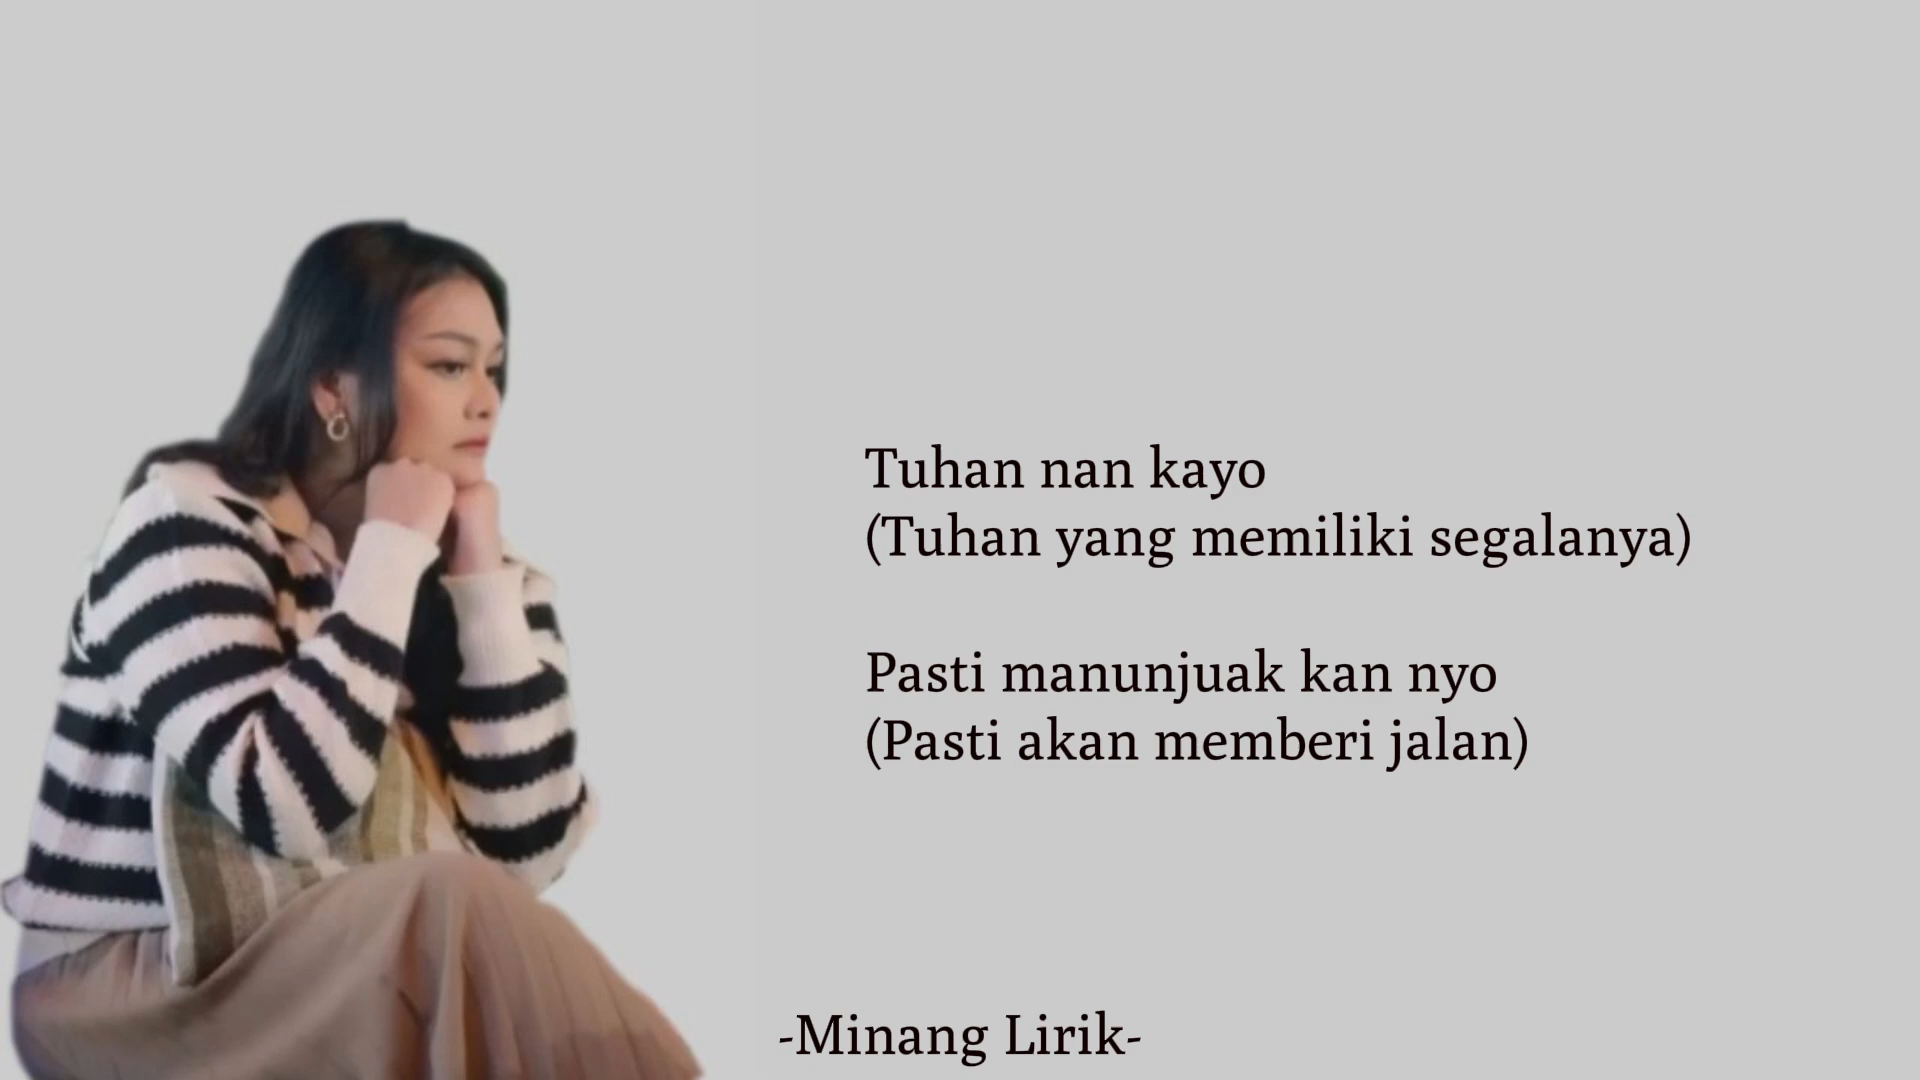 Tuhan nan kayo
(Tuhan yang memiliki segalanya)
Pasti manunjuak kan nyo
(Pasti akan memberi jalan)
-Minang Lirik-